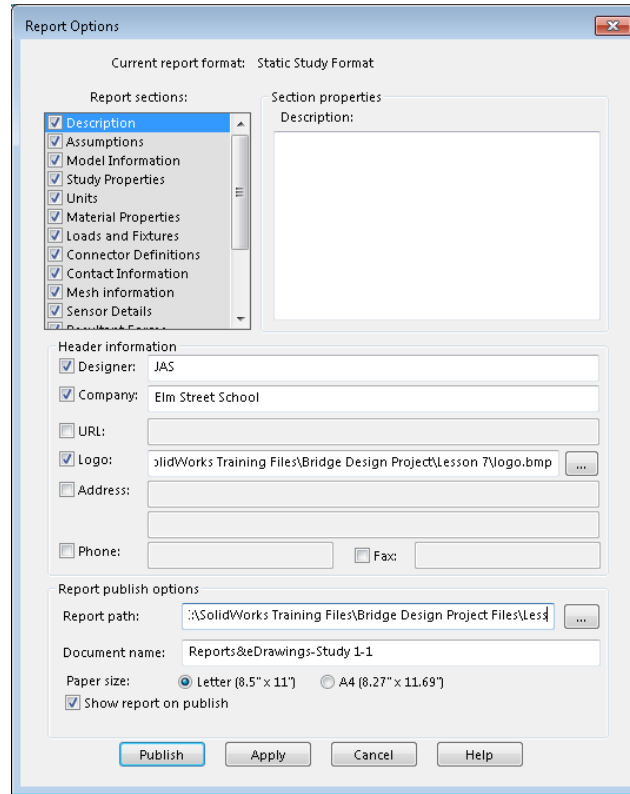 Report Options
Current report format: Static Study Format
Report sections:
Description
Assumptions
Model Information
Study Properties
Units
Material Properties
Loads and Fixtures
Connector Definitions
Contact Information
Mesh information
Sensor Details
Section properties
Description:
Header information
Designer: JAS
Company: Elm Street School
URL:
Logo: olidWorks Training Files\Bridge Design Project\Lesson 7\logo.bmp ...
Address:
Phone: Fax:
Report publish options
Report path: :\SolidWorks Training Files\Bridge Design Project Files\Less ...
Document name: Reports&eDrawings-Study 1-1
Paper size: Letter (8.5" x 11") A4 (8.27" x 11.69")
Show report on publish
Publish Apply Cancel Help